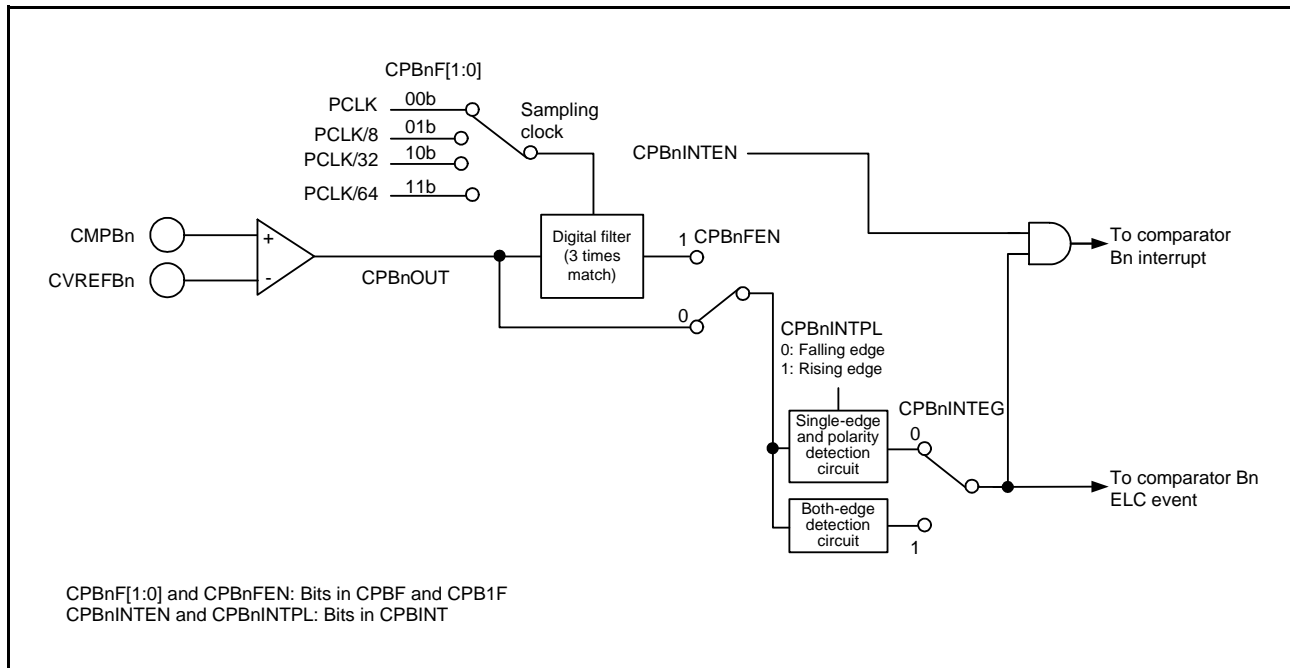 CPBnF[1:0]
PCLK
00b
PCLK/8
01b
PCLK/32
10b
PCLK/64
11b
Sampling
clock
CPBnINTEN
CMPBn
+
CVREFBn
-
CPBnOUT
Digital filter
(3 times
match)
1
CPBnFEN
0
To comparator
Bn interrupt
CPBnINTPL
0: Falling edge
1: Rising edge
Single-edge
and polarity
detection
circuit
CPBnINTEG
0
Both-edge
detection
circuit
1
To comparator Bn
ELC event
CPBnF[1:0] and CPBnFEN: Bits in CPBF and CPB1F
CPBnINTEN and CPBnINTPL: Bits in CPBINT